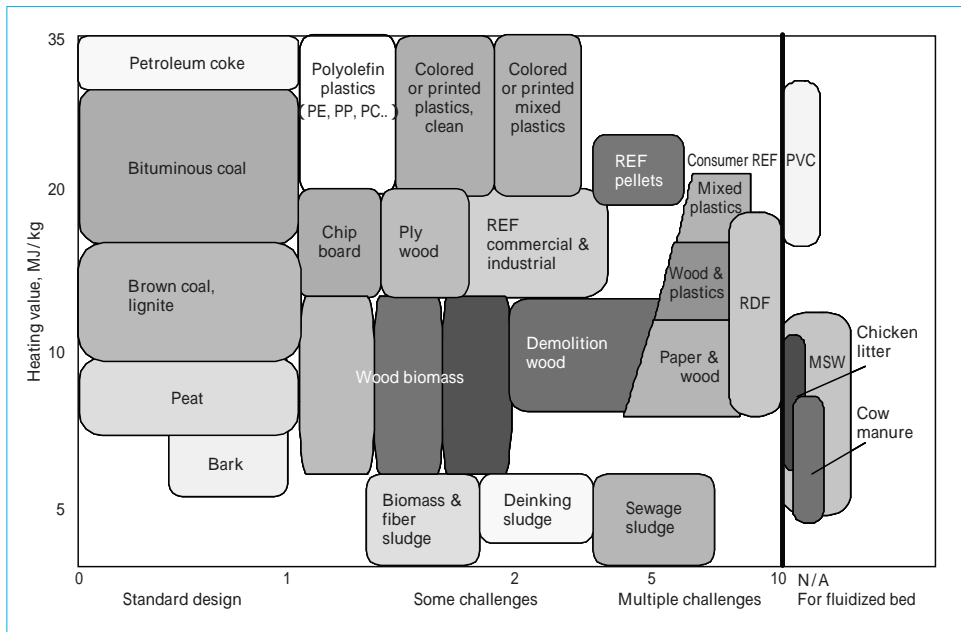 35
20
10
5
Heating value, MJ/kg
Petroleum coke
Bituminous coal
Brown coal,
lignite
Peat
Bark
Polyolefin
plastics
(PE, PP, PC..)
Colored
or printed
plastics,
clean
Colored
or printed
mixed
plastics
Chip
board
Ply
wood
REF
commercial &
industrial
REF
pellets
Consumer REF
Mixed
plastics
Wood &
plastics
Paper &
wood
RDF
PVC
Wood biomass
Demolition
wood
MSW
Chicken
litter
Cow
manure
Biomass &
fiber
sludge
Deinking
sludge
Sewage
sludge
0
1
2
5
10
N/A
Standard design
Some challenges
Multiple challenges
For fluidized bed